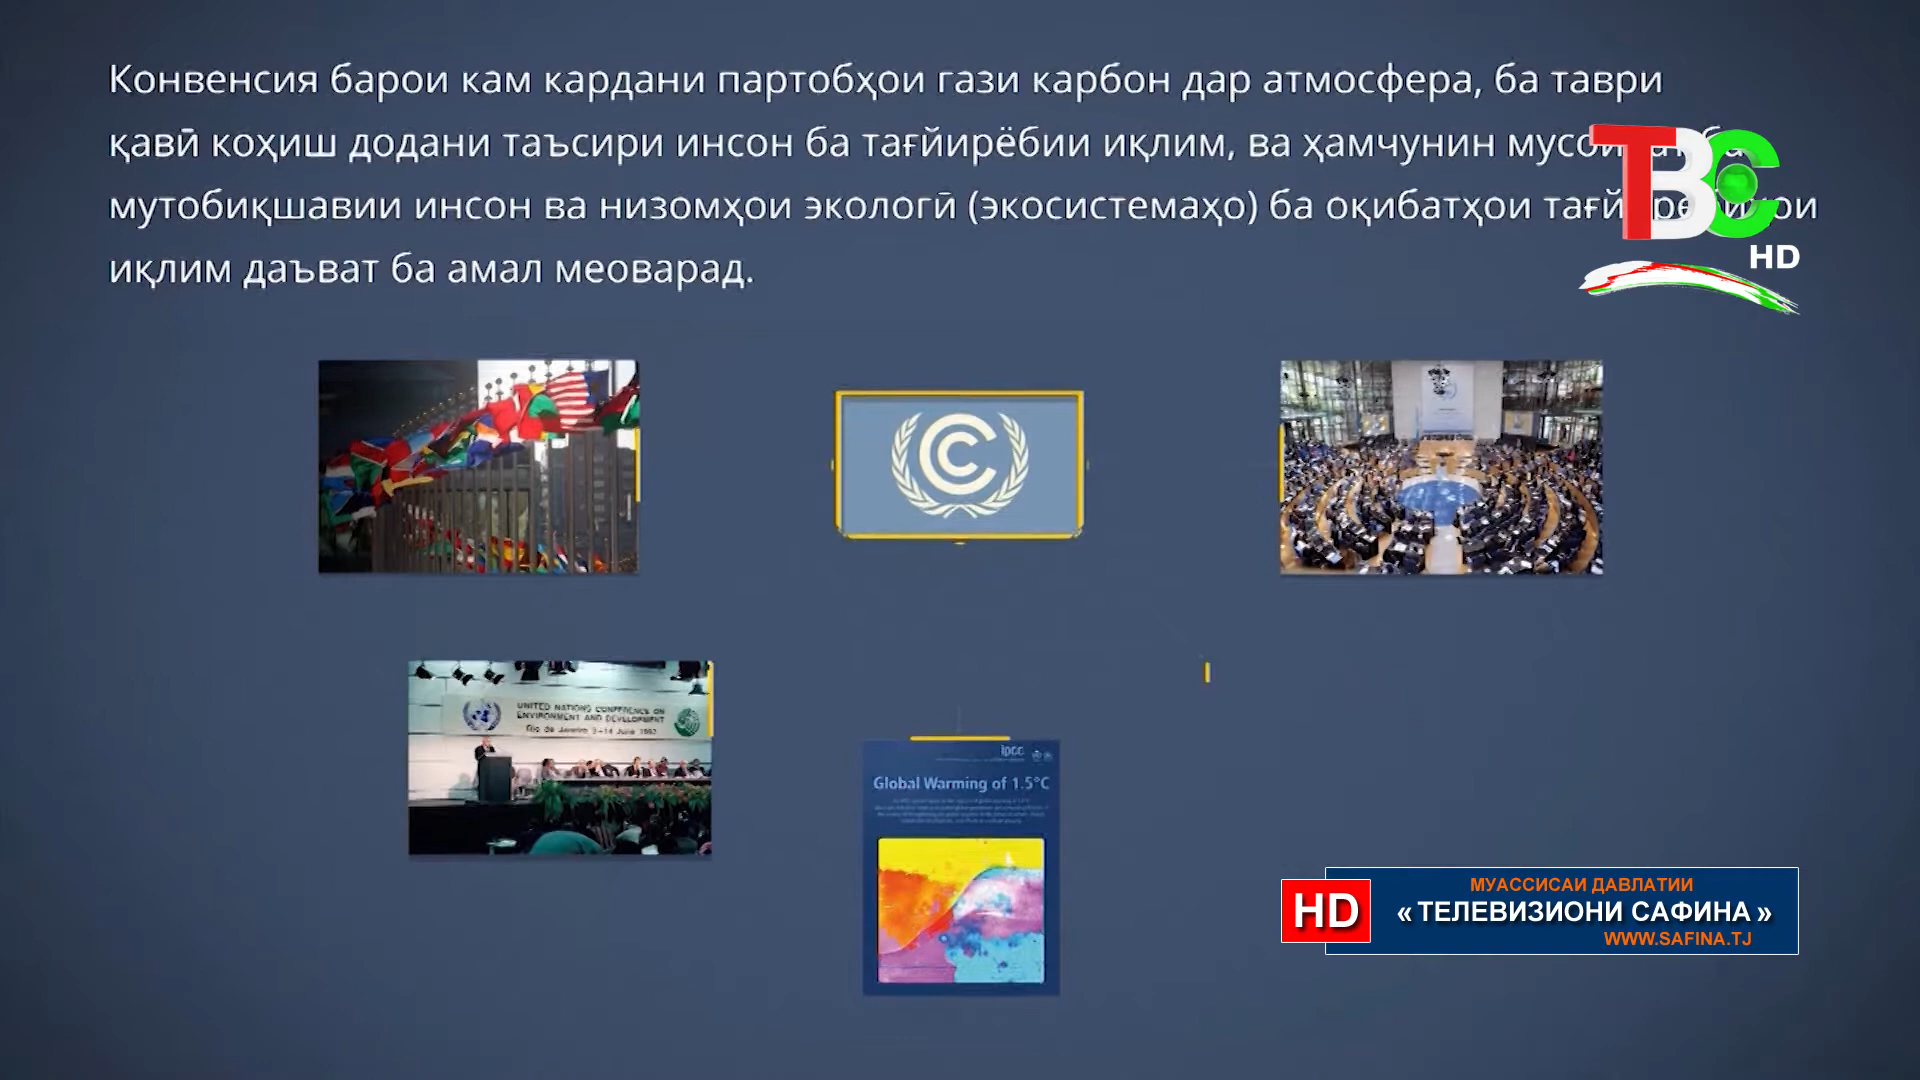 Конвенсия барои кам кардани партобҳои гази карбон дар атмосфера, ба таври
қавӣ коҳиш додани таъсири инсон ба тағйирёбии иқлим, ва ҳамчунин
мутобиқшавии инсон ва низомҳои экологӣ (экосистемаҳо) ба оқибатҳои
иқлим даъват ба амал меоварад.
ТВС
HD
UNITED NATIONS CONFERENCE ON
ENVIRONMENT AND DEVELOPMENT
Rio de Janeiro 3-14 June 1992
ipcc
Global Warming of 1.5°C
HD
МУАССИСАИ ДАВЛАТИИ
« ТЕЛЕВИЗИОНИ САФИНА »
WWW.SAFINA.TJ